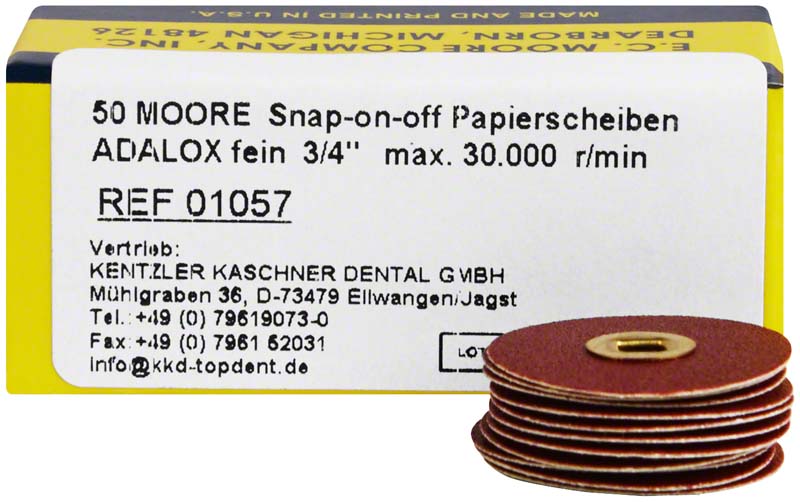 MADE AND PRINTED IN U.S.A.
E.C. MOORE COMPANY, INC.
DEARBORN, MICHIGAN 48126
50 MOORE Snap-on-off Papierscheiben
ADALOX fein 3/4" max. 30.000 r/min
REF 01057
Vertrieb:
KENTZLER KASCHNER DENTAL GMBH
Mühlgraben 36, D-73479 Ellwangen/Jagst
Tel.:+49 (0) 79619073-0
Fax:+49 (0) 7961 52031
info@kkd-topdent.de
LOT